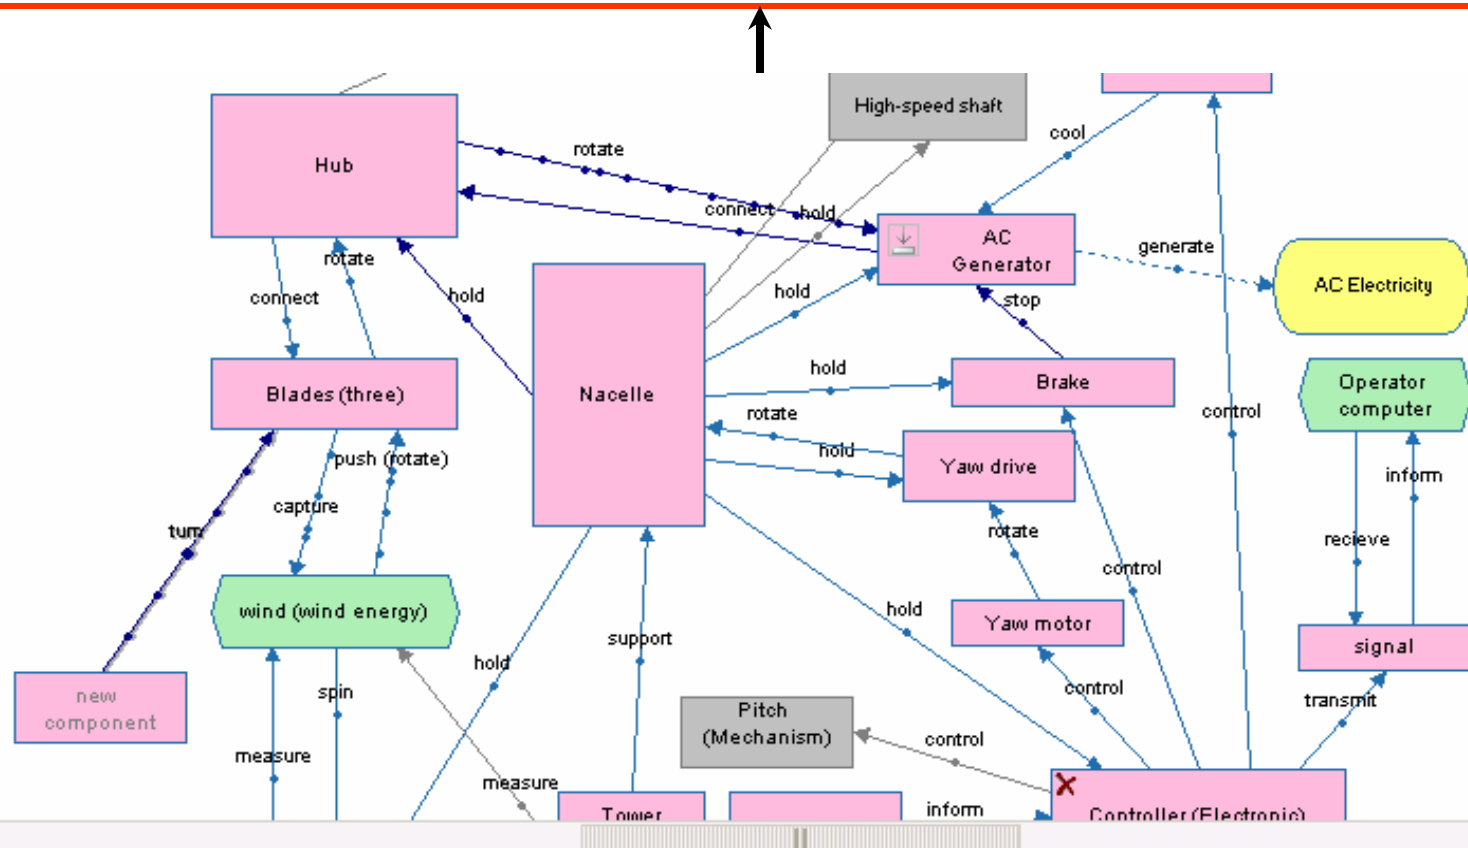 High-speed shaft
cool
rotate
Hub
connect
hold
AC
Generator
generate
rotate
AC Electricity
connect
hold
hold
stop
hold
Blades (three)
Nacelle
Brake
Operator
computer
rotate
control
push (rotate)
hold
Yaw drive
inform
capture
turn
rotate
recieve
control
wind (wind energy)
hold
Yaw motor
support
signal
hold
new
component
spin
control
transmit
Pitch
(Mechanism)
control
measure
measure
inform
Tower
Controller (Electronic)